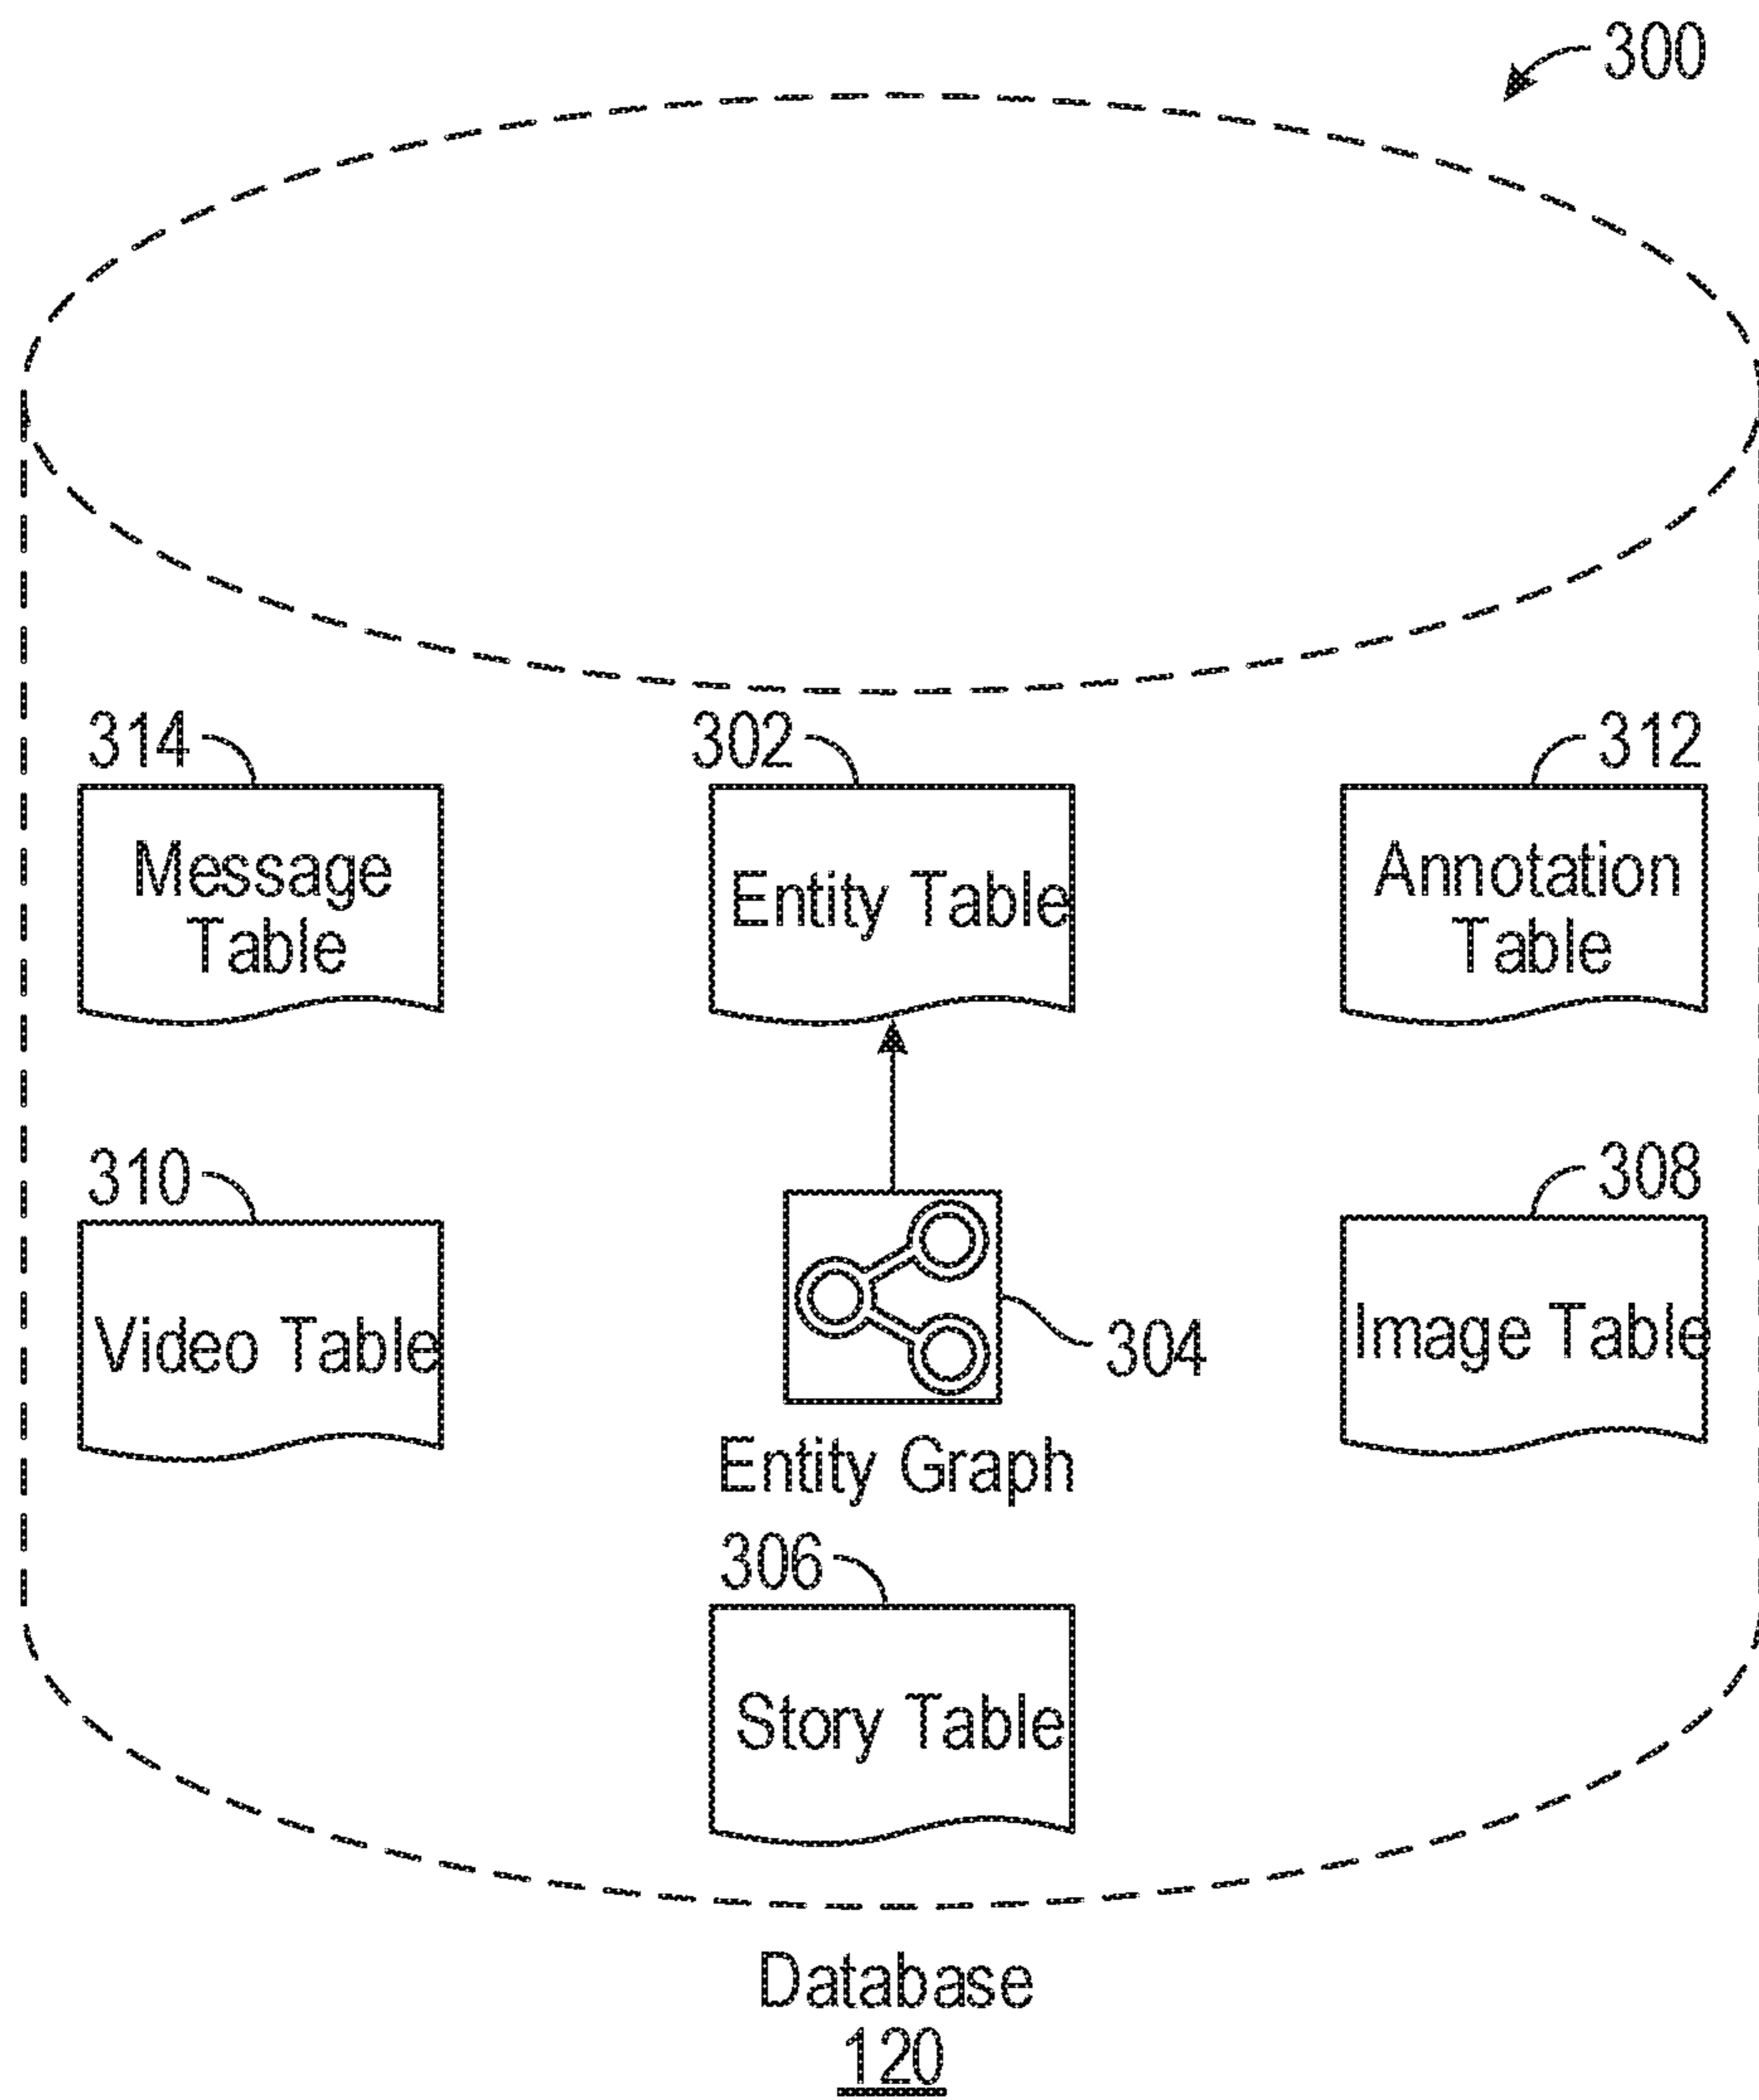 300
314
302
312
Message
Table
Entity Table
Annotation
Table
310
308
Video Table
304
Image Table
Entity Graph
306
Story Table
Database
120